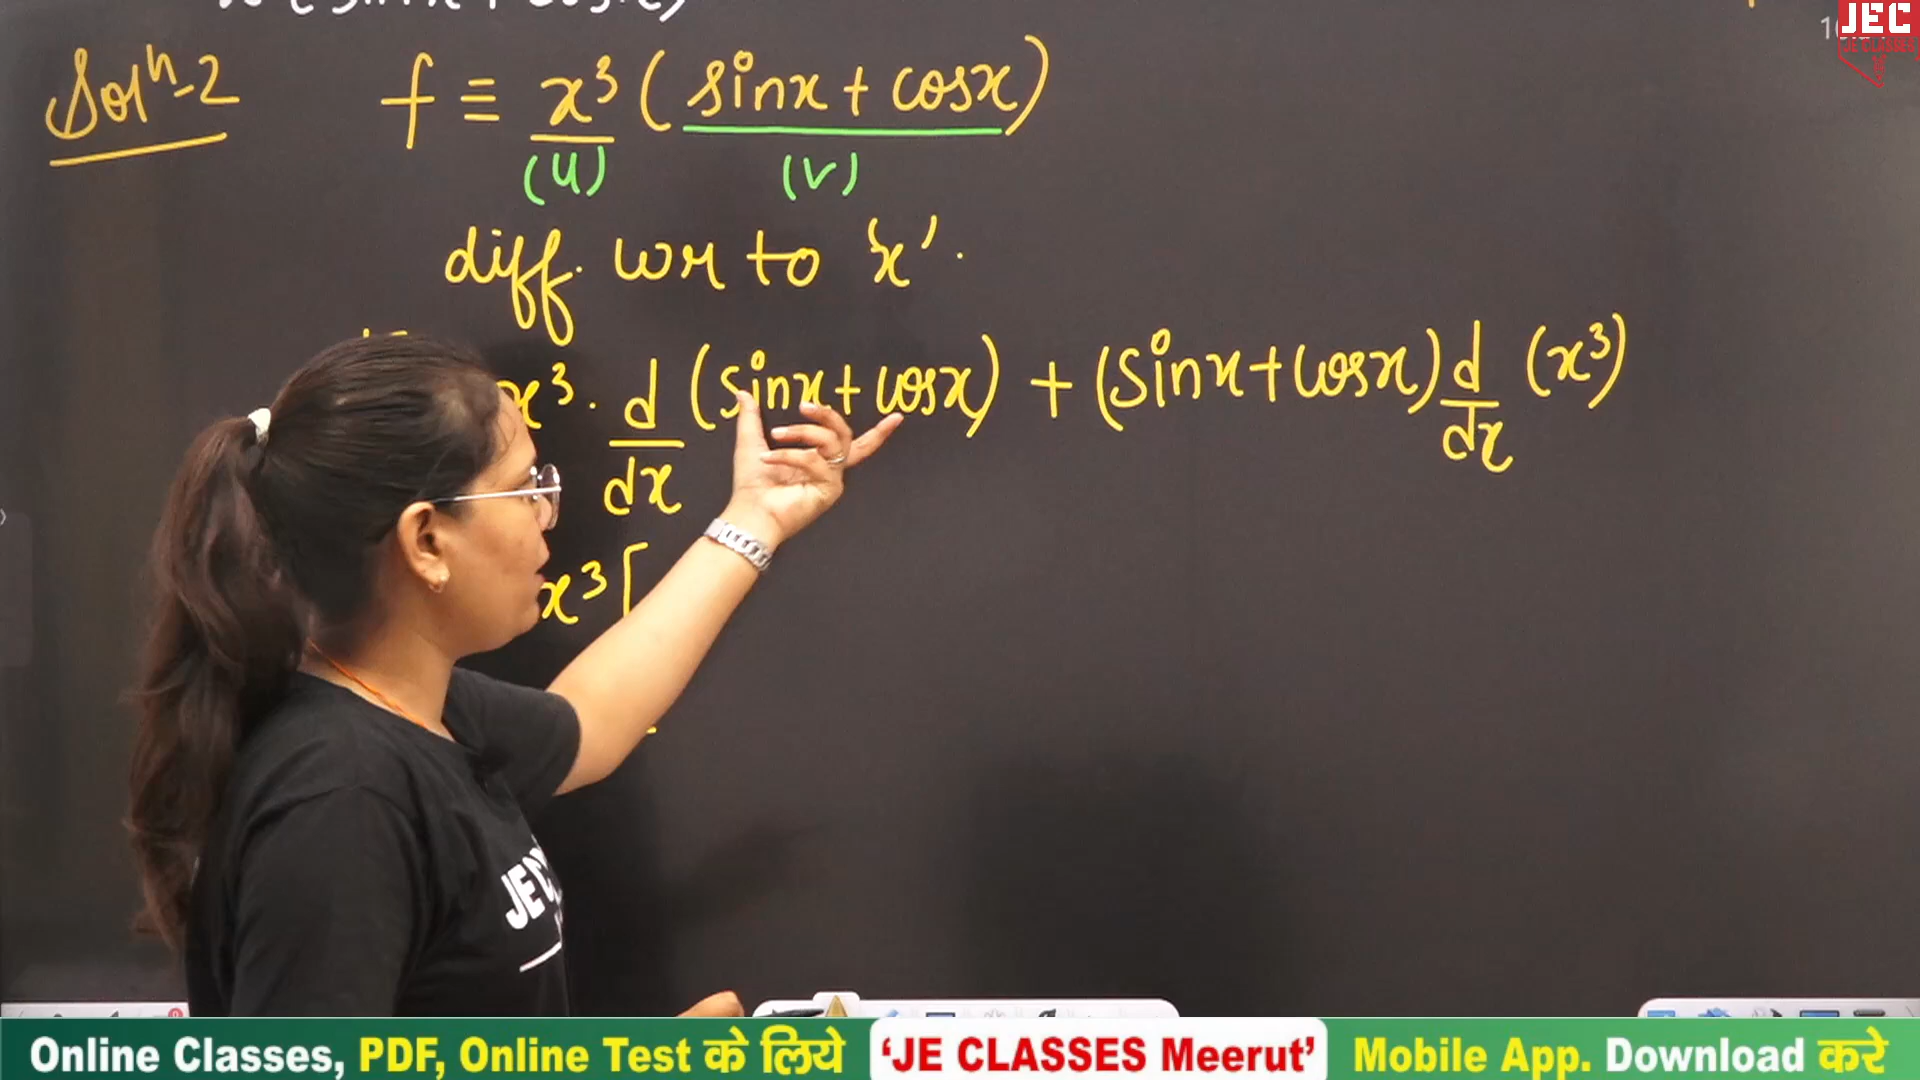 JEC
JE CLASSES
Solⁿ-2
f ≡ x³ (sinx + cosx)
(u) (v)
diff. wr to 'x'.
x³. d/dx (sinx + cosx) + (sinx + cosx) d/dx (x³)
x³ [
JEC
Online Classes, PDF, Online Test के लिये 'JE CLASSES Meerut' Mobile App. Download करे